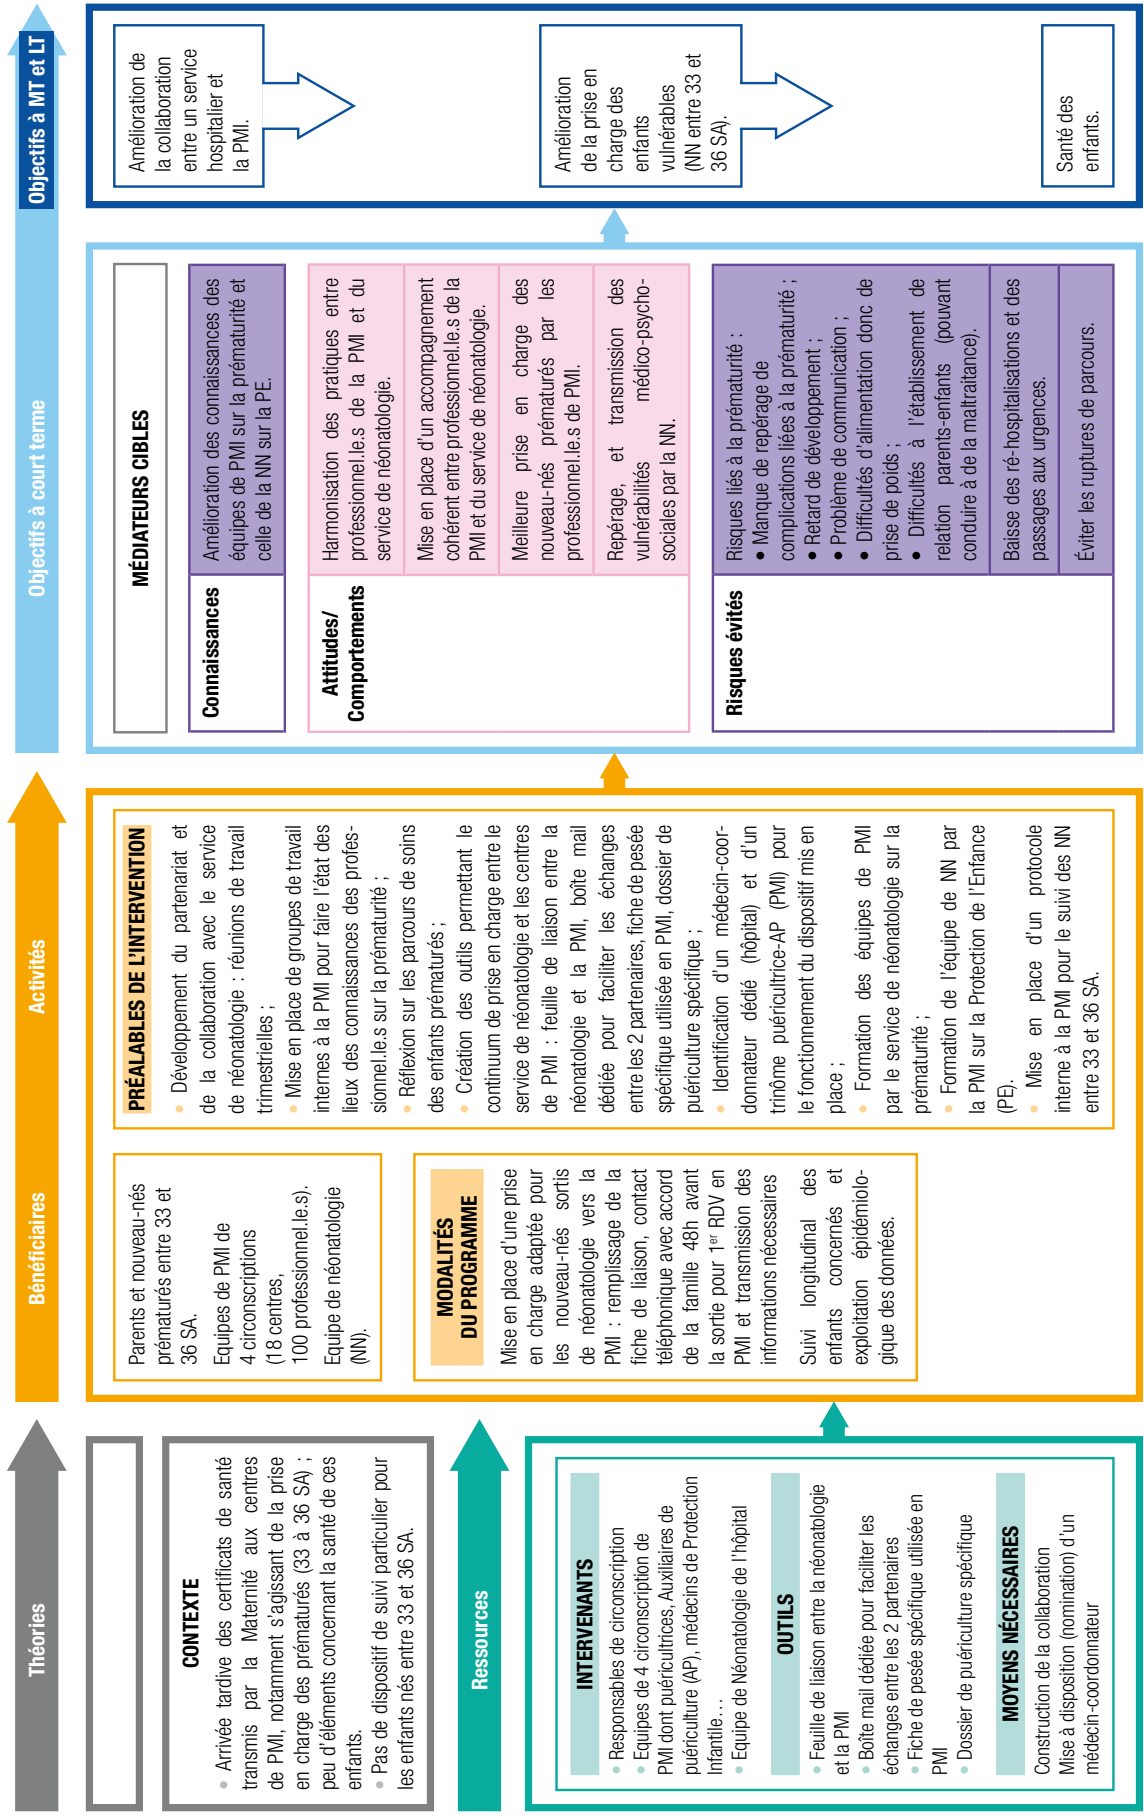 Théories
CONTEXTE
• Arrivée tardive des certificats de santé
transmis par la Maternité aux centres
de PMI, notamment s'agissant de la prise
en charge des prématurés (33 à 36 SA) ;
peu d'éléments concernant la santé de ces
enfants.
• Pas de dispositif de suivi particulier pour
les enfants nés entre 33 et 36 SA.
Ressources
INTERVENANTS
• Responsables de circonscription
• Equipes de 4 circonscription de
PMI dont puéricultrices, Auxiliaires de
puériculture (AP), médecins de Protection
Infantile…
• Equipe de Néonatologie de l'hôpital
OUTILS
• Feuille de liaison entre la néonatologie
et la PMI
• Boîte mail dédiée pour faciliter les
échanges entre les 2 partenaires
• Fiche de pesée spécifique utilisée en
PMI
• Dossier de puériculture spécifique
MOYENS NÉCESSAIRES
Construction de la collaboration
Mise à disposition (nomination) d'un
médecin-coordonnateur
Bénéficiaires
Activités
Parents et nouveau-nés
prématurés entre 33 et
36 SA.
Equipes de PMI de
4 circonscriptions
(18 centres,
100 professionnel.le.s).
Equipe de néonatologie
(NN).
MODALITÉS
DU PROGRAMME
Mise en place d'une prise
en charge adaptée pour
les nouveau-nés sortis
de néonatologie vers la
PMI : remplissage de la
fiche de liaison, contact
téléphonique avec accord
de la famille 48h avant
la sortie pour 1er RDV en
PMI et transmission des
informations nécessaires
Suivi longitudinal des
enfants concernés et
exploitation épidémiolo-
gique des données.
PRÉALABLES DE L'INTERVENTION
• Développement du partenariat et
de la collaboration avec le service
de néonatologie : réunions de travail
trimestrielles ;
• Mise en place de groupes de travail
internes à la PMI pour faire l'état des
lieux des connaissances des profes-
sionnel.le.s sur la prématurité ;
• Réflexion sur les parcours de soins
des enfants prématurés ;
• Création des outils permettant le
continuum de prise en charge entre le
service de néonatologie et les centres
de PMI : feuille de liaison entre la
néonatologie et la PMI, boîte mail
dédiée pour faciliter les échanges
entre les 2 partenaires, fiche de pesée
spécifique utilisée en PMI, dossier de
puériculture spécifique ;
• Identification d'un médecin-coor-
donnateur dédié (hôpital) et d'un
trinôme puéricultrice-AP (PMI) pour
le fonctionnement du dispositif mis en
place ;
• Formation des équipes de PMI
par le service de néonatologie sur la
prématurité ;
• Formation de l'équipe de NN par
la PMI sur la Protection de l'Enfance
(PE).
• Mise en place d'un protocole
interne à la PMI pour le suivi des NN
entre 33 et 36 SA.
Objectifs à court terme
MÉDIATEURS CIBLES
Connaissances
Amélioration des connaissances des
équipes de PMI sur la prématurité et
celle de la NN sur la PE.
Attitudes/
Comportements
Harmonisation des pratiques entre
professionnel.le.s de la PMI et du
service de néonatologie.
Mise en place d'un accompagnement
cohérent entre professionnel.le.s de la
PMI et du service de néonatologie.
Meilleure prise en charge des
nouveau-nés prématurés par les
professionnel.le.s de PMI.
Repérage, et transmission des
vulnérabilités médico-psycho-
sociales par la NN.
Risques évités
Risques liés à la prématurité :
• Manque de repérage de
complications liées à la prématurité ;
• Retard de développement ;
• Problème de communication ;
• Difficultés d'alimentation donc de
prise de poids ;
• Difficultés à l'établissement de
relation parents-enfants (pouvant
conduire à de la maltraitance).
Baisse des ré-hospitalisations et des
passages aux urgences.
Éviter les ruptures de parcours.
Objectifs à MT et LT
Amélioration de
la collaboration
entre un service
hospitalier et
la PMI.
Amélioration
de la prise en
charge des
enfants
vulnérables
(NN entre 33 et
36 SA).
Santé des
enfants.